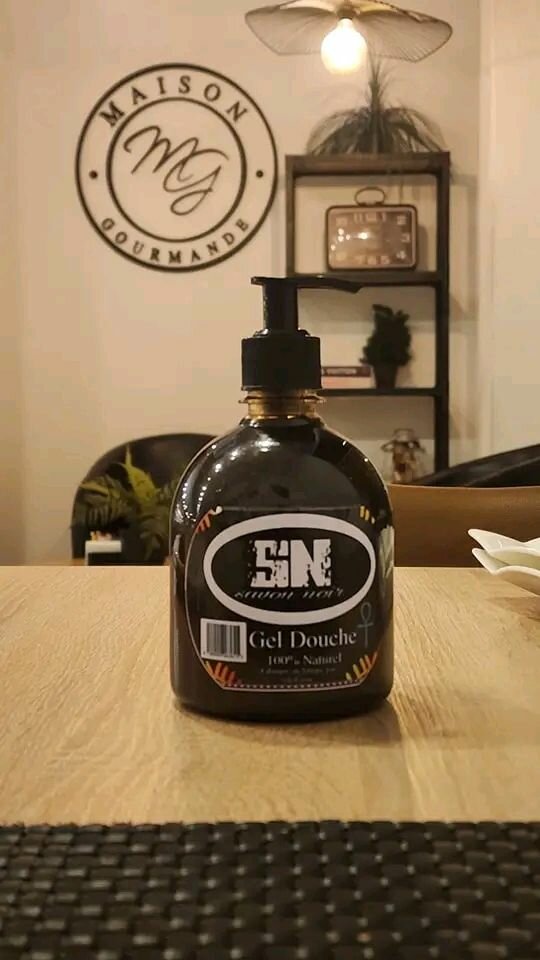 MAISON
MG
GOURMANDE
SN
savon noir
Gel Douche
100% Naturel